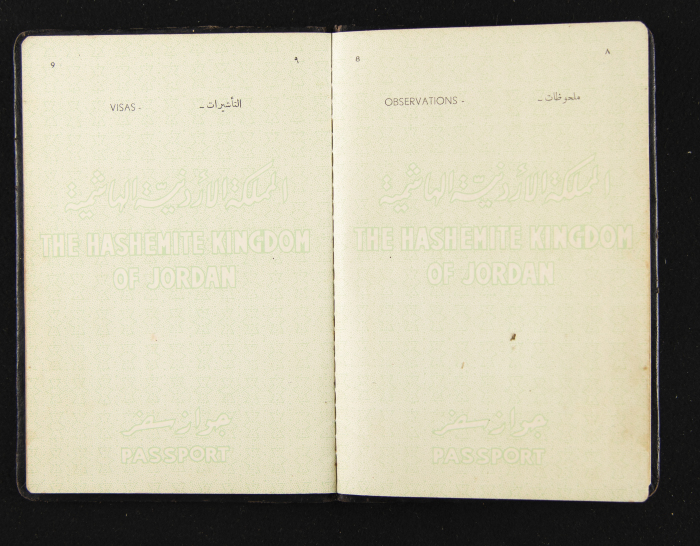 8
٨
OBSERVATIONS -
ملحوظات -
المملكة الأردنية الهاشمية
THE HASHEMITE KINGDOM
OF JORDAN
جواز سفر
PASSPORT
9
٩
VISAS -
التأشيرات -
المملكة الأردنية الهاشمية
THE HASHEMITE KINGDOM
OF JORDAN
جواز سفر
PASSPORT